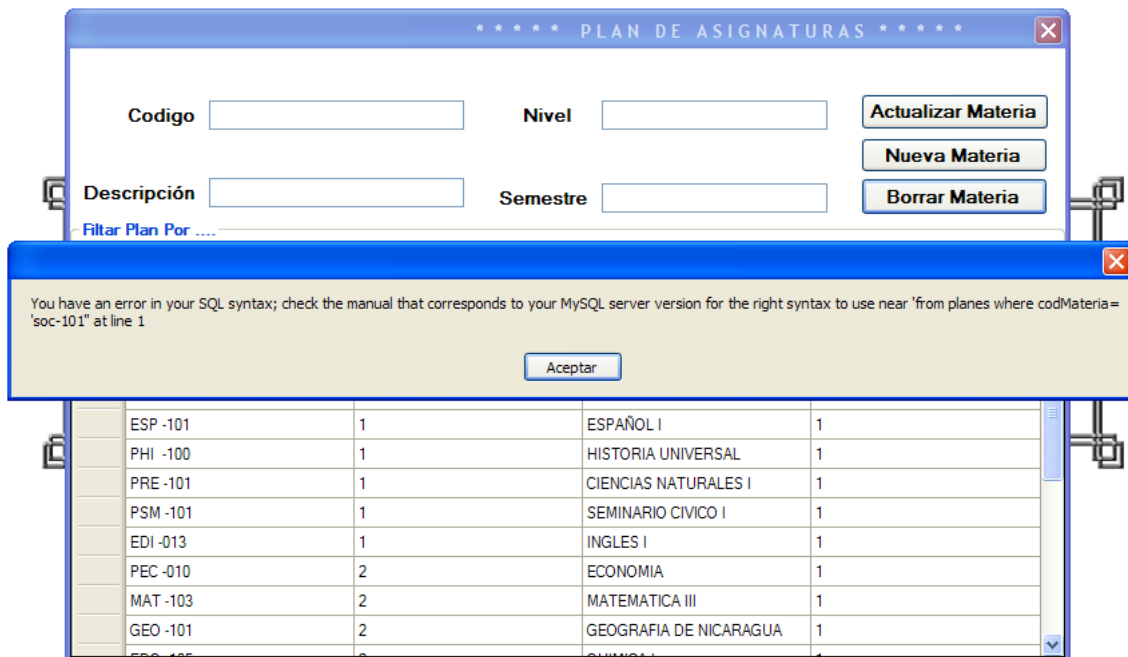 * * * * * PLAN DE ASIGNATURAS * * * * *
Codigo Nivel Actualizar Materia
Nueva Materia
Descripción Semestre Borrar Materia
Filtar Plan Por ....
You have an error in your SQL syntax; check the manual that corresponds to your MySQL server version for the right syntax to use near 'from planes where codMateria=
'soc-101'' at line 1
Aceptar
ESP -101 1 ESPAÑOL I 1
PHI -100 1 HISTORIA UNIVERSAL 1
PRE -101 1 CIENCIAS NATURALES I 1
PSM -101 1 SEMINARIO CIVICO I 1
EDI -013 1 INGLES I 1
PEC -010 2 ECONOMIA 1
MAT -103 2 MATEMATICA III 1
GEO -101 2 GEOGRAFIA DE NICARAGUA 1